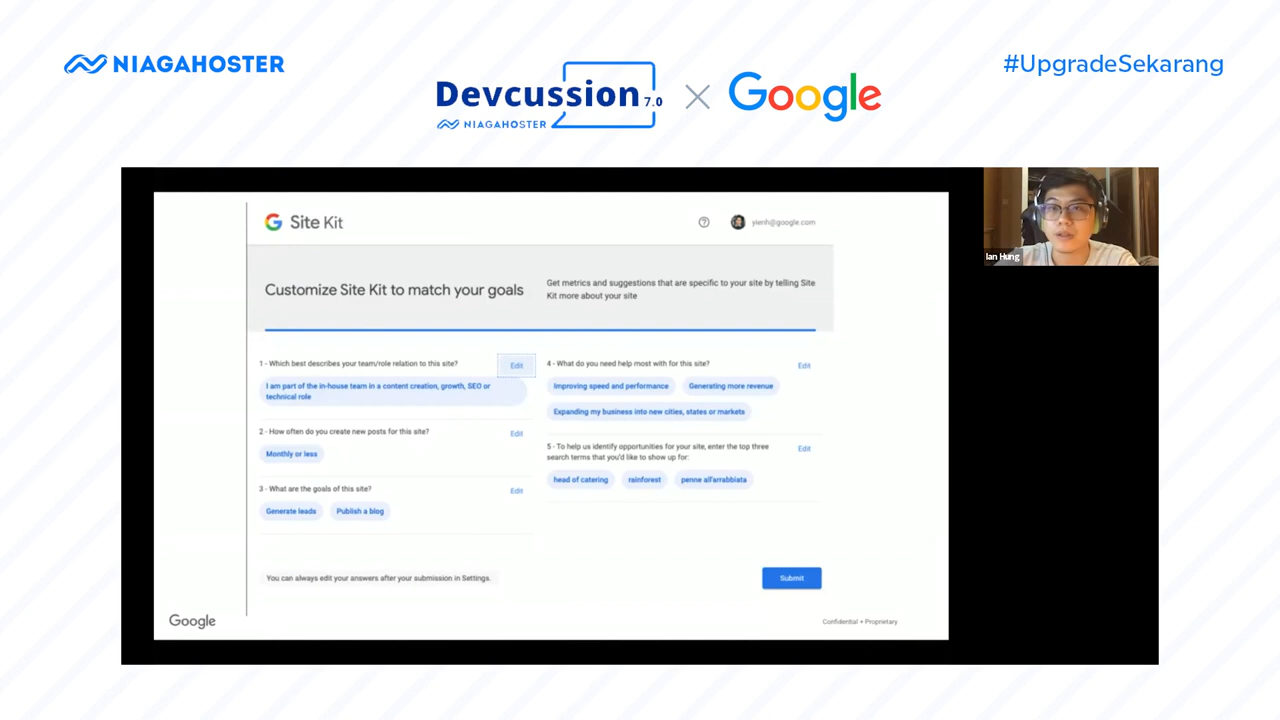 NIAGAHOSTER
#UpgradeSekarang
Devcussion 7.0
NIAGAHOSTER
Google
Site Kit
yienh@google.com
Ian Hung
Customize Site Kit to match your goals
Get metrics and suggestions that are specific to your site by telling Site
Kit more about your site
1 - Which best describes your team/role relation to this site?
Edit
I am part of the in-house team in a content creation, growth, SEO or
technical role
2 - How often do you create new posts for this site?
Edit
Monthly or less
3 - What are the goals of this site?
Edit
Generate leads
Publish a blog
4 - What do you need help most with for this site?
Edit
Improving speed and performance
Generating more revenue
Expanding my business into new cities, states or markets
5 - To help us identify opportunities for your site, enter the top three
search terms that you'd like to show up for:
Edit
head of catering
rainforest
penne all'arrabbiata
You can always edit your answers after your submission in Settings.
Submit
Google
Confidential + Proprietary